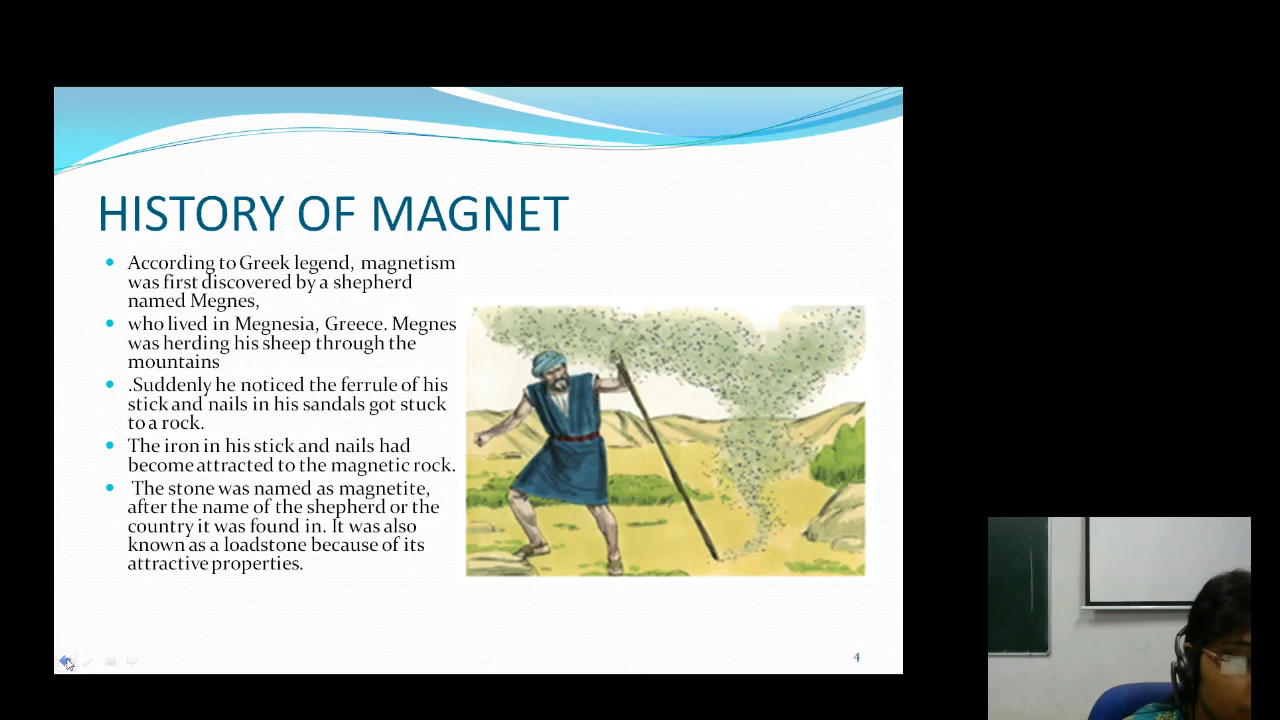 HISTORY OF MAGNET
According to Greek legend, magnetism
was first discovered by a shepherd
named Megnes,
who lived in Megnesia, Greece. Megnes
was herding his sheep through the
mountains
.Suddenly he noticed the ferrule of his
stick and nails in his sandals got stuck
to a rock.
The iron in his stick and nails had
become attracted to the magnetic rock.
The stone was named as magnetite,
after the name of the shepherd or the
country it was found in. It was also
known as a loadstone because of its
attractive properties.
4